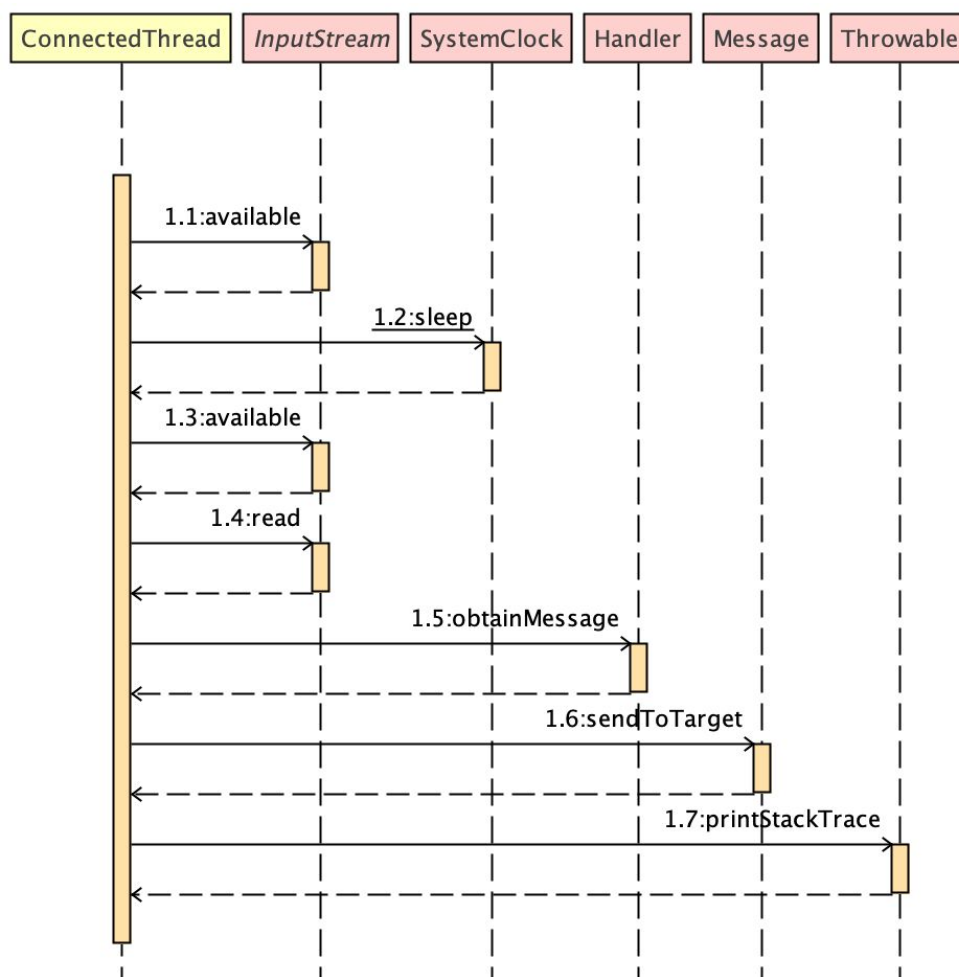 ConnectedThread InputStream SystemClock Handler Message Throwable
1.1:available
1.2:sleep
1.3:available
1.4:read
1.5:obtainMessage
1.6:sendToTarget
1.7:printStackTrace